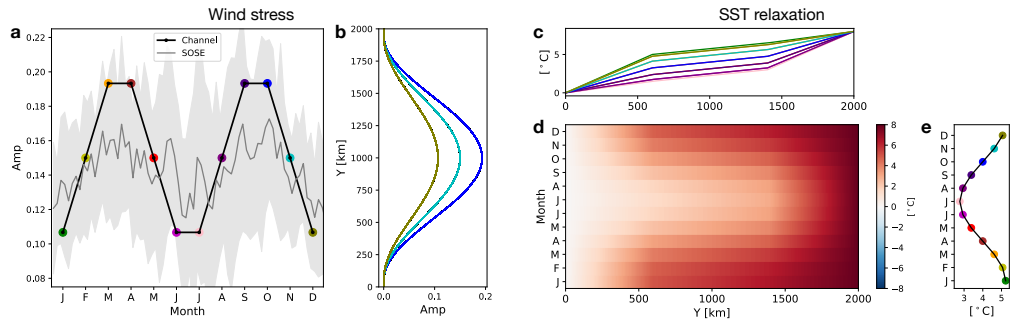 Wind stress
SST relaxation
a
b
c
Channel
SOSE
0.22
0.20
0.18
0.16
0.14
0.12
0.10
0.08
Amp
J F M A M J J A S O N D
Month
2000
1750
1500
1250
1000
750
500
250
0
Y [km]
0.0 0.1 0.2
Amp
5
0
[°C]
0 500 1000 1500 2000
d
e
D
N
O
S
A
J
J
M
A
M
F
J
Month
0 500 1000 1500 2000
Y [km]
8
6
4
2
0
−2
−4
−6
−8
[°C]
D
N
O
S
A
J
J
M
A
M
F
J
3 4 5
[°C]